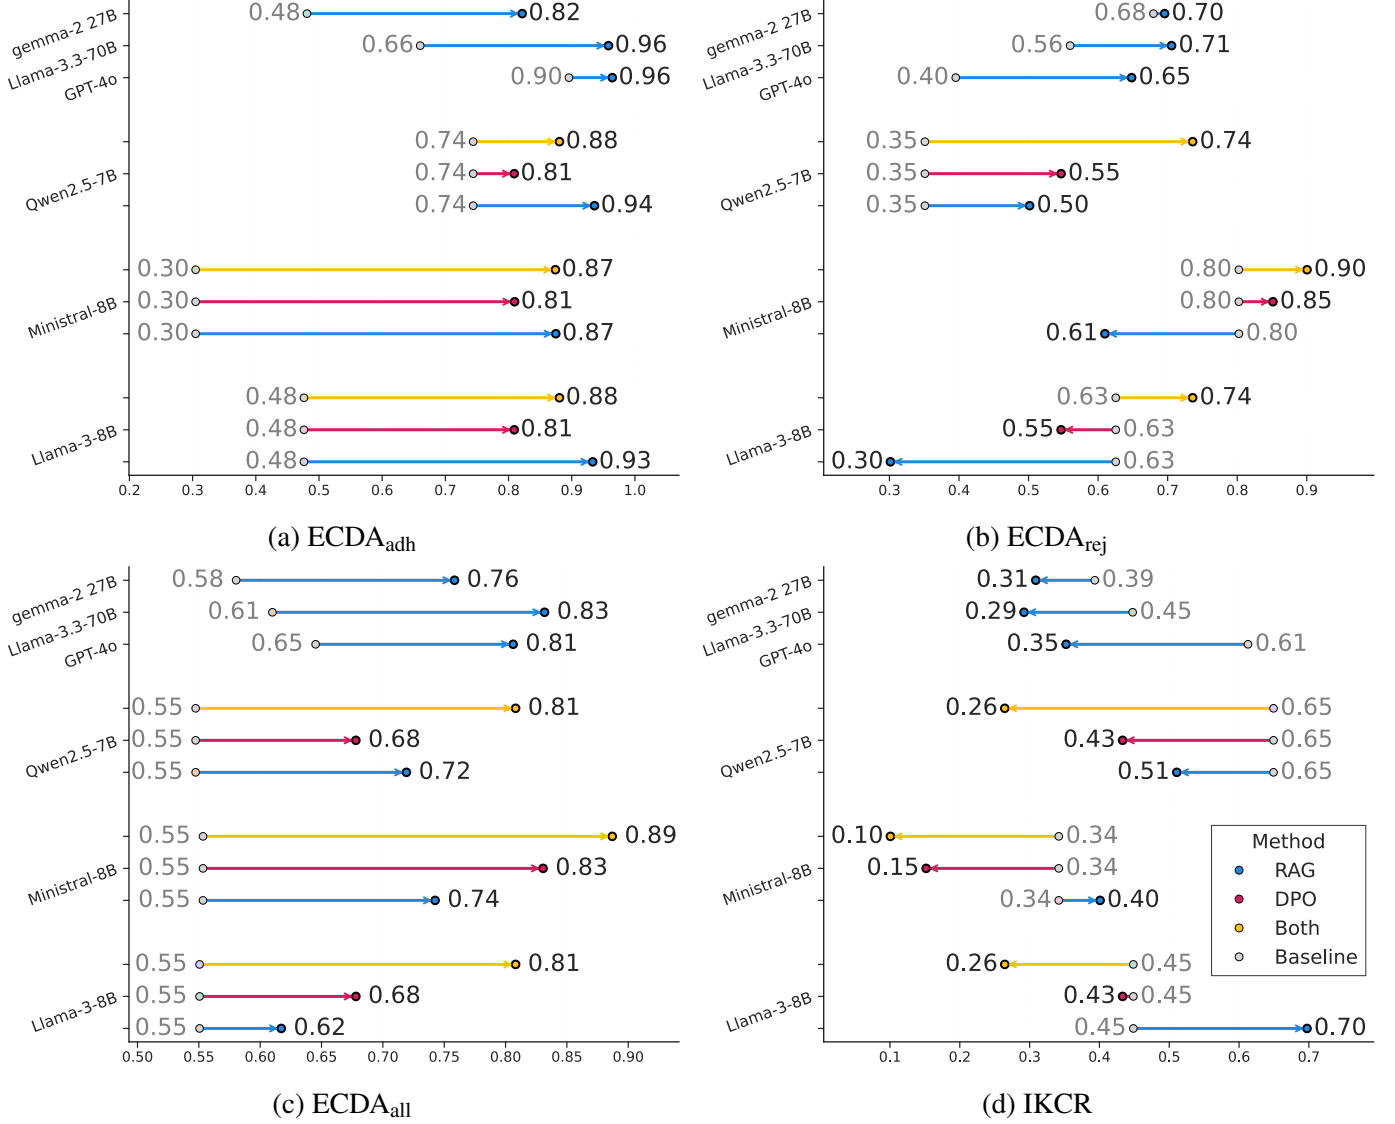 gemma-2 27B
0.48
0.82
Llama-3.3-70B
0.66
0.96
GPT-4o
0.90
0.96
0.74
0.88
Qwen2.5-7B
0.74
0.81
0.74
0.94
0.30
0.87
Ministral-8B
0.30
0.81
0.30
0.87
0.48
0.88
Llama-3-8B
0.48
0.81
0.48
0.93
0.2 0.3 0.4 0.5 0.6 0.7 0.8 0.9 1.0
(a) ECDAadh
gemma-2 27B
0.68
0.70
Llama-3.3-70B
0.56
0.71
GPT-4o
0.40
0.65
0.35
0.74
Qwen2.5-7B
0.35
0.55
0.35
0.50
0.80
0.90
Ministral-8B
0.80
0.85
0.61
0.80
0.63
0.74
Llama-3-8B
0.55
0.63
0.30
0.63
0.3 0.4 0.5 0.6 0.7 0.8 0.9
(b) ECDArej
gemma-2 27B
0.58
0.76
Llama-3.3-70B
0.61
0.83
GPT-4o
0.65
0.81
0.55
0.81
Qwen2.5-7B
0.55
0.68
0.55
0.72
0.55
0.89
Ministral-8B
0.55
0.83
0.55
0.74
0.55
0.81
Llama-3-8B
0.55
0.68
0.55
0.62
0.50 0.55 0.60 0.65 0.70 0.75 0.80 0.85 0.90
(c) ECDAall
gemma-2 27B
0.31
0.39
Llama-3.3-70B
0.29
0.45
GPT-4o
0.35
0.61
0.26
0.65
Qwen2.5-7B
0.43
0.65
0.51
0.65
0.10
0.34
Ministral-8B
0.15
0.34
0.34
0.40
0.26
0.45
Llama-3-8B
0.43
0.45
0.45
0.70
Method
RAG
DPO
Both
Baseline
0.1 0.2 0.3 0.4 0.5 0.6 0.7
(d) IKCR